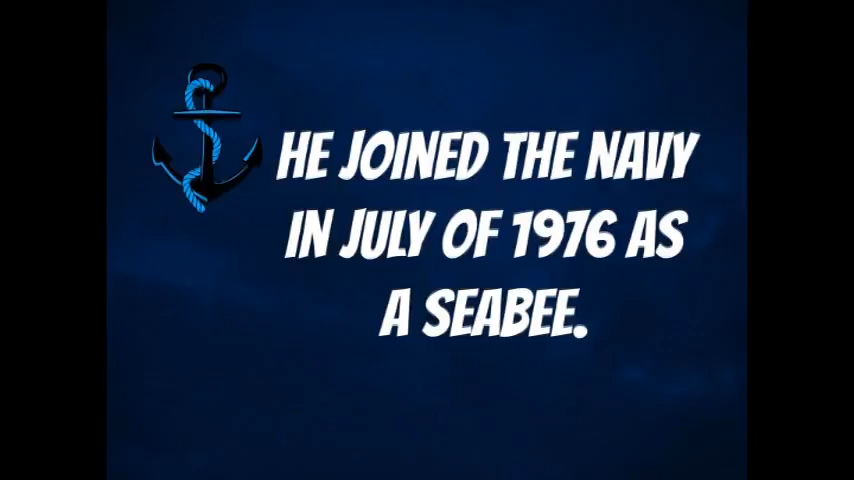 HE JOINED THE NAVY
IN JULY OF 1976 AS
A SEABEE.